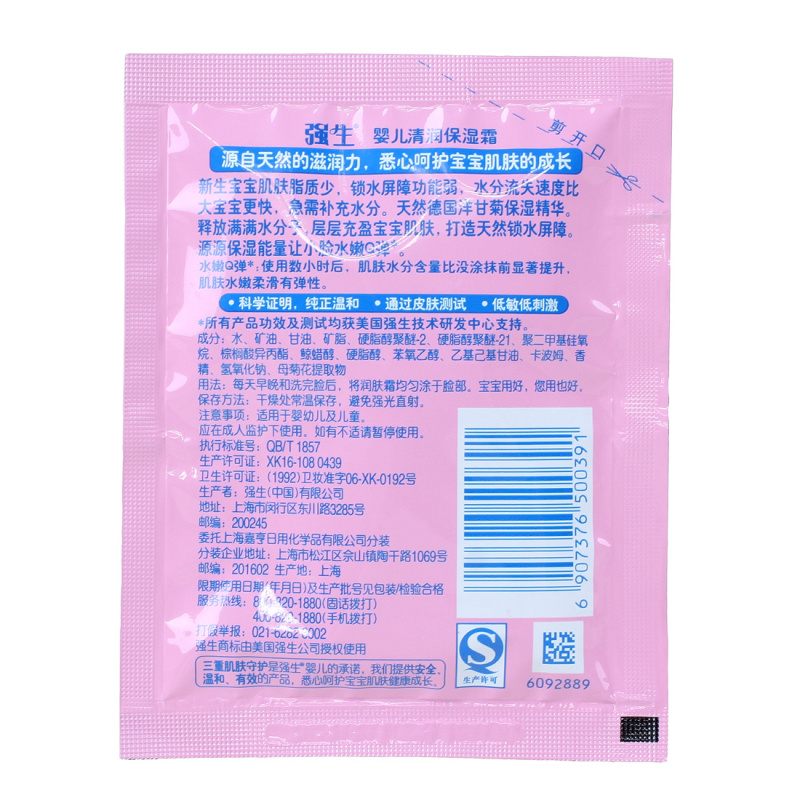 剪开口
强生® 婴儿清润保湿霜
源自天然的滋润力，悉心呵护宝宝肌肤的成长
新生宝宝肌肤脂质少，锁水屏障功能弱，水分流失速度比
大宝宝更快，急需补充水分。天然德国洋甘菊保湿精华。
释放满满水分子，层层充盈宝宝肌肤，打造天然锁水屏障。
源源保湿能量让小脸水嫩Q弹*。
水嫩Q弹*：使用数小时后，肌肤水分含量比没涂抹前显著提升，
肌肤水嫩柔滑有弹性。
•科学证明，纯正温和 •通过皮肤测试 •低敏低刺激
*所有产品功效及测试均获美国强生技术研发中心支持。
成分：水、矿油、甘油、矿脂、硬脂醇聚醚-2、硬脂醇聚醚-21、聚二甲基硅氧
烷、棕榈酸异丙酯、鲸蜡醇、硬脂醇、苯氧乙醇、乙基己基甘油、卡波姆、香
精、氢氧化钠、母菊花提取物
用法：每天早晚和洗完脸后，将润肤霜均匀涂于脸部。宝宝用好，您用也好。
保存方法：干燥处常温保存，避免强光直射。
注意事项：适用于婴幼儿及儿童。
应在成人监护下使用。如有不适请暂停使用。
执行标准号：QB/T 1857
生产许可证：XK16-108 0439
卫生许可证：(1992)卫妆准字06-XK-0192号
生产者：强生(中国)有限公司
地址：上海市闵行区东川路3285号
邮编：200245
委托上海嘉亨日用化学品有限公司分装
分装企业地址：上海市松江区佘山镇陶干路1069号
邮编：201602 生产地：上海
限期使用日期(年月日)及生产批号见包装/检验合格
服务热线：800-820-1880(固话拨打)
400-820-1880(手机拨打)
打假举报：021-6282 3002
强生商标由美国强生公司授权使用
三重肌肤守护是强生®婴儿的承诺，我们提供安全、
温和、有效的产品，悉心呵护宝宝肌肤健康成长。
6 907376 500391
生产许可
6092889